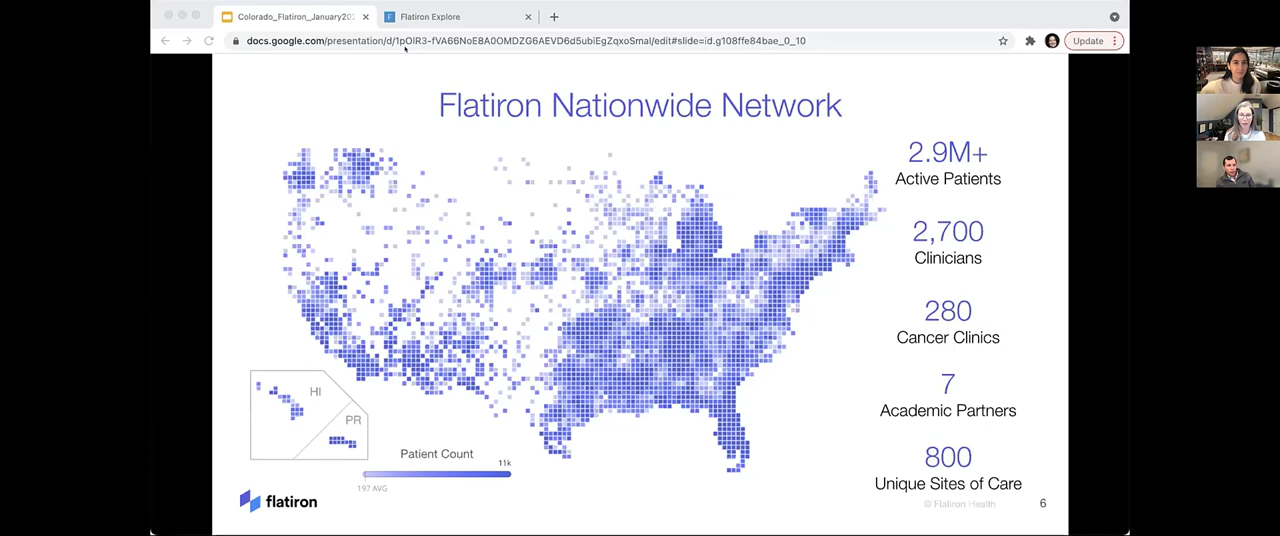 Colorado_Flatiron_January202
Flatiron Explore
docs.google.com/presentation/d/1pOlR3-fVA66NoE8A0OMDZG6AEVD6d5ubiEgZqxoSmaI/edit#slide=id.g108ffe84bae_0_10
Update
Flatiron Nationwide Network
2.9M+
Active Patients
2,700
Clinicians
280
Cancer Clinics
7
Academic Partners
800
Unique Sites of Care
HI
PR
Patient Count
11k
197 AVG
flatiron
© Flatiron Health
6